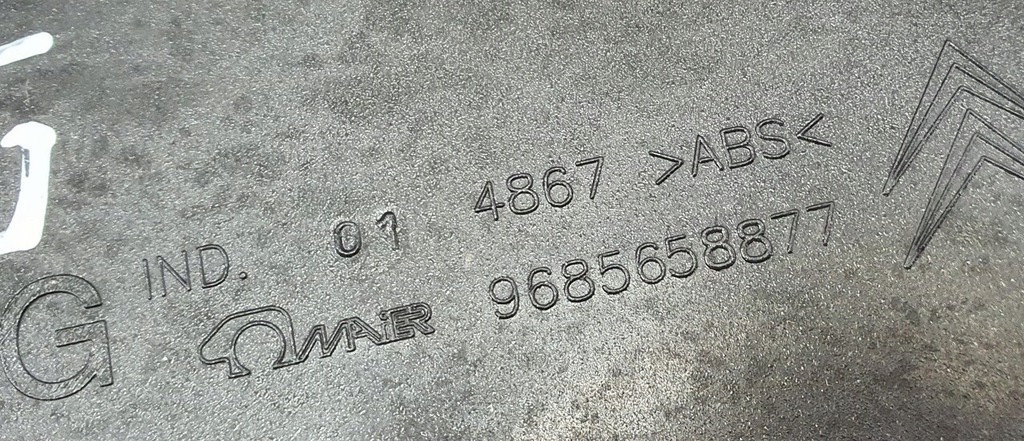 IND. 01 4867 >ABS<
G MAiER 9685658877